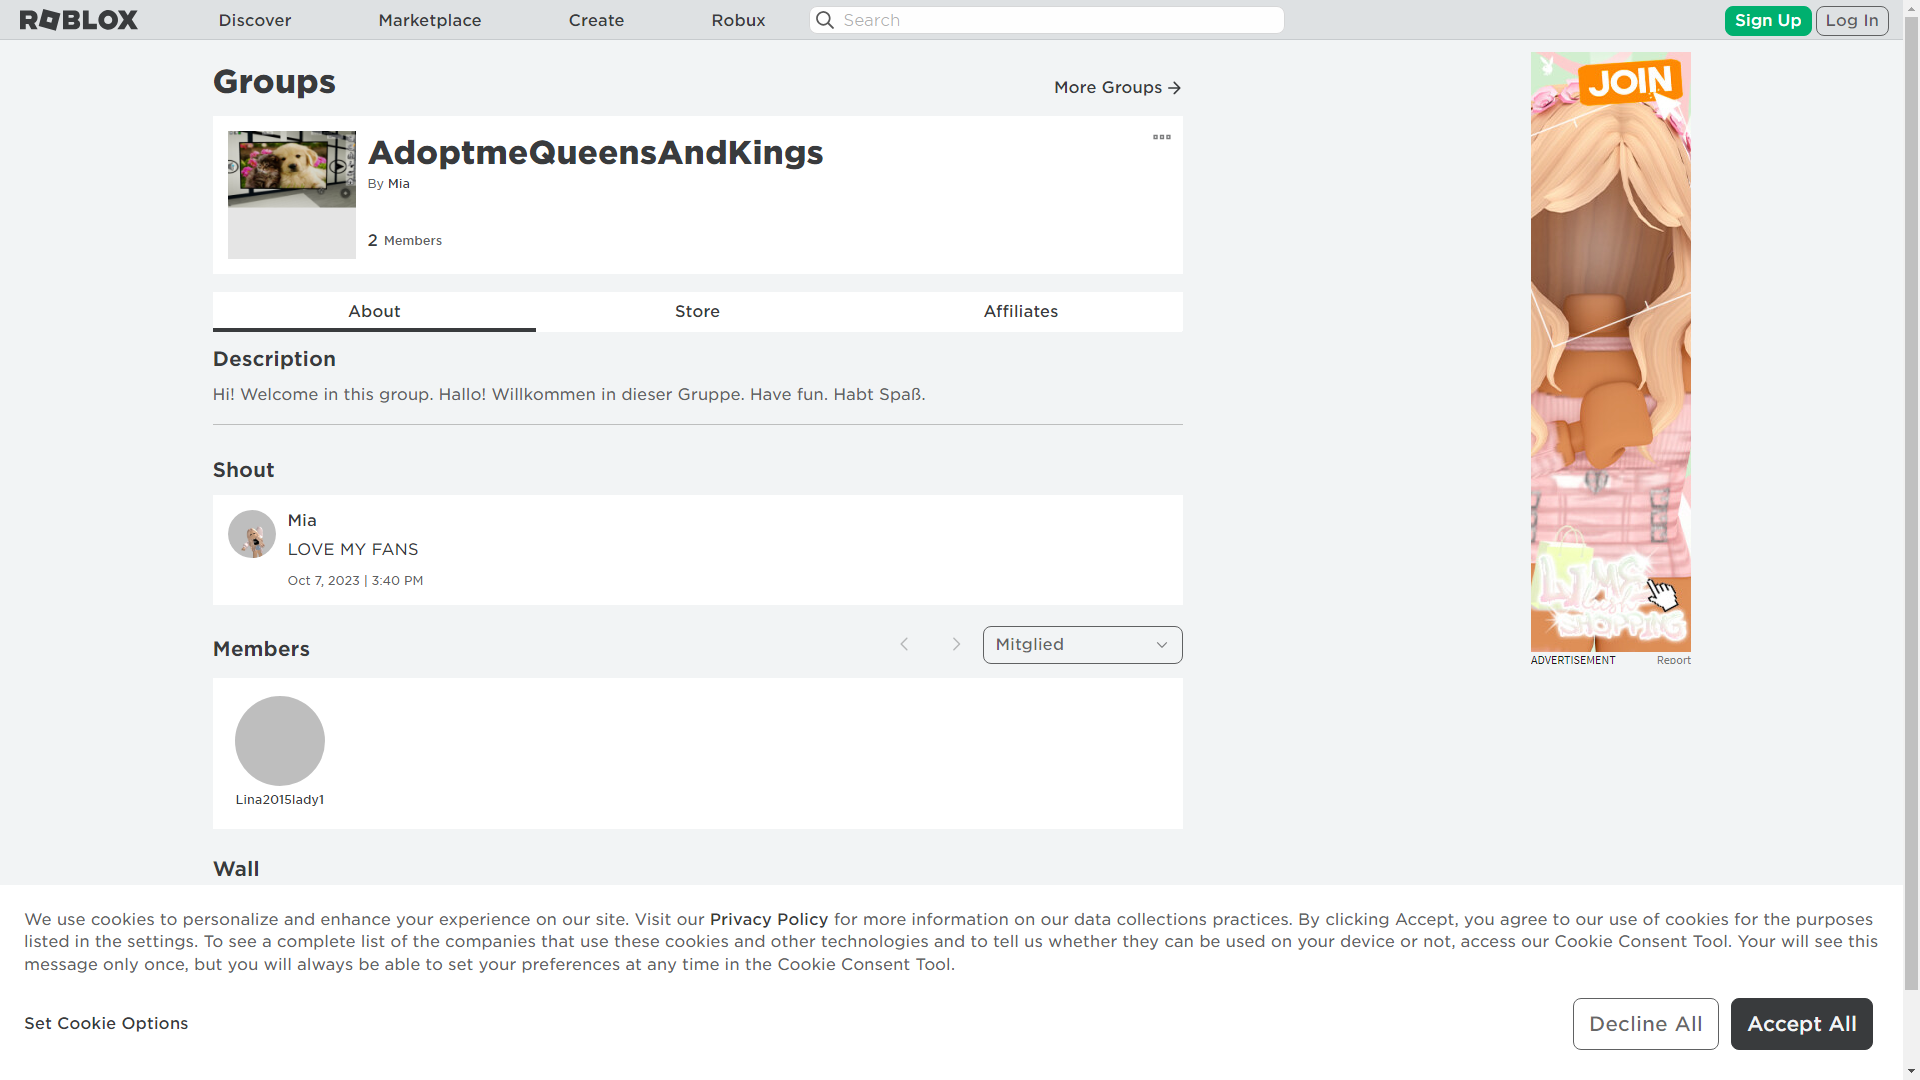 ROBLOX
Discover
Marketplace
Create
Robux
Search
Sign Up
Log In
Groups
More Groups
AdoptmeQueensAndKings
By Mia
2 Members
About
Store
Affiliates
Description
Hi! Welcome in this group. Hallo! Willkommen in dieser Gruppe. Have fun. Habt Spaß.
Shout
Mia
LOVE MY FANS
Oct 7, 2023 | 3:40 PM
Members
Mitglied
Lina2015lady1
Wall
JOIN
LIME
lush
SHOPPING
ADVERTISEMENT
Report
We use cookies to personalize and enhance your experience on our site. Visit our Privacy Policy for more information on our data collections practices. By clicking Accept, you agree to our use of cookies for the purposes
listed in the settings. To see a complete list of the companies that use these cookies and other technologies and to tell us whether they can be used on your device or not, access our Cookie Consent Tool. Your will see this
message only once, but you will always be able to set your preferences at any time in the Cookie Consent Tool.
Set Cookie Options
Decline All
Accept All